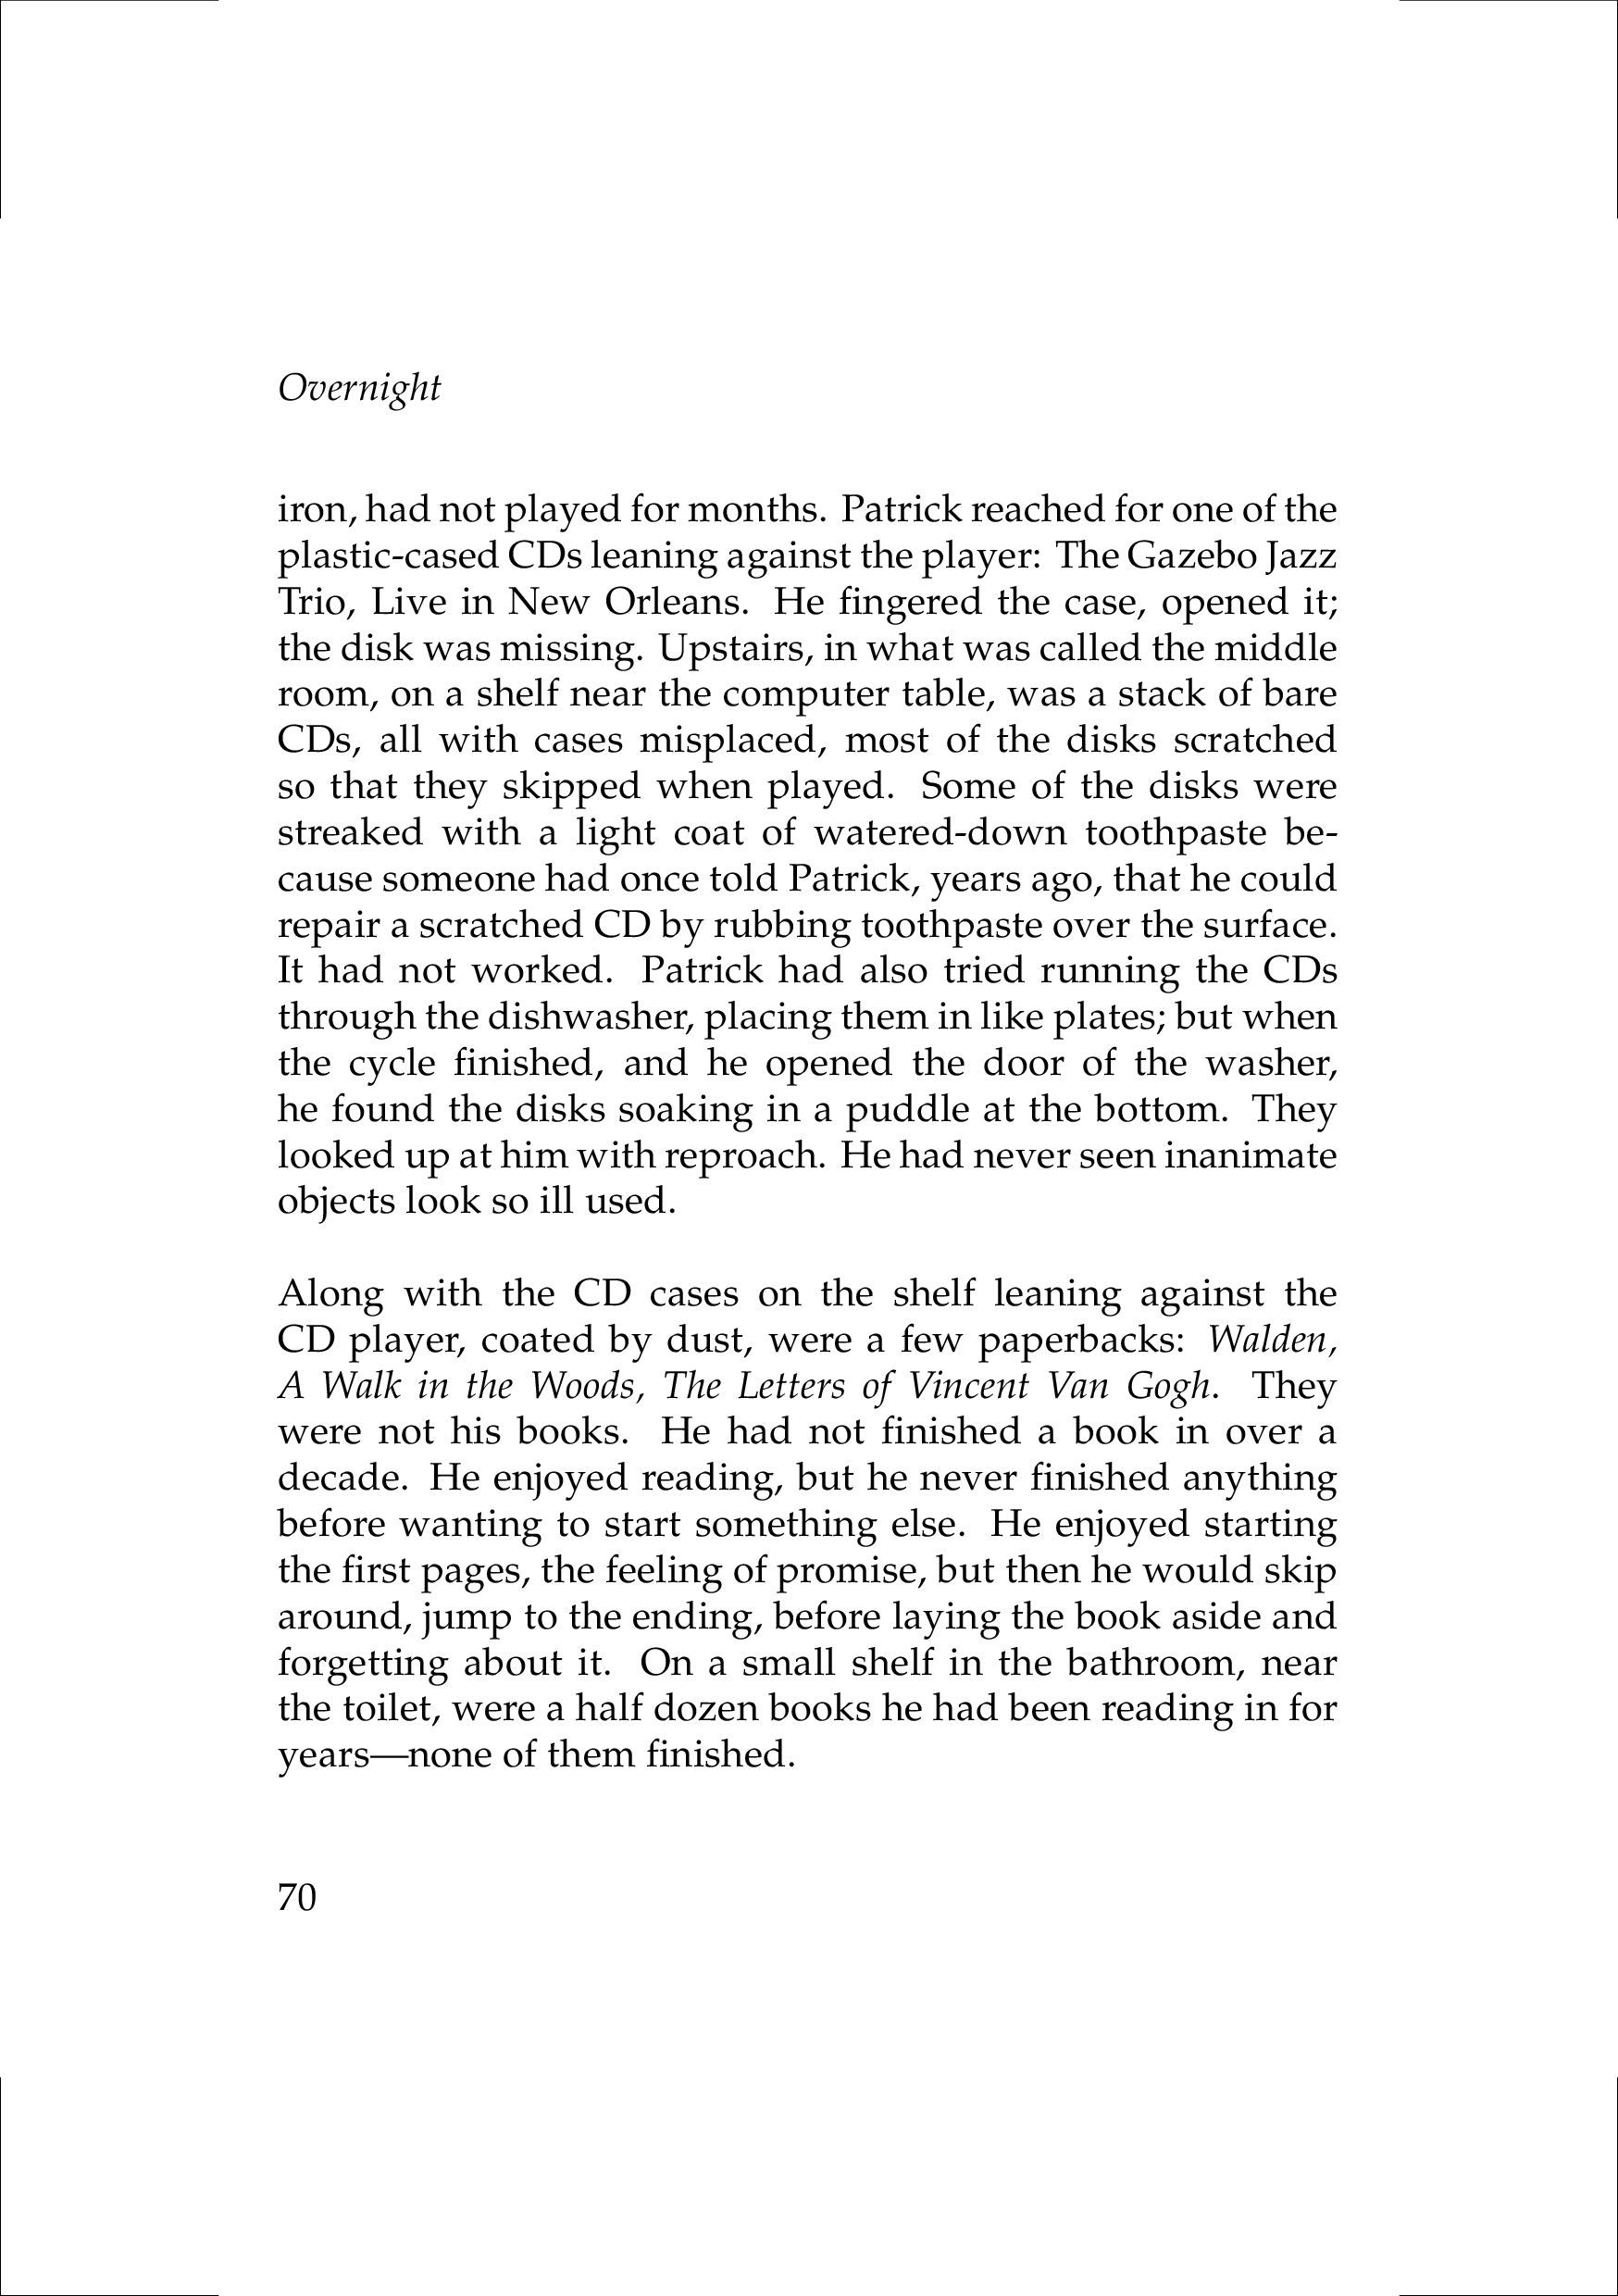 Overnight
iron, had not played for months. Patrick reached for one of the
plastic-cased CDs leaning against the player: The Gazebo Jazz
Trio, Live in New Orleans. He fingered the case, opened it;
the disk was missing. Upstairs, in what was called the middle
room, on a shelf near the computer table, was a stack of bare
CDs, all with cases misplaced, most of the disks scratched
so that they skipped when played. Some of the disks were
streaked with a light coat of watered-down toothpaste be-
cause someone had once told Patrick, years ago, that he could
repair a scratched CD by rubbing toothpaste over the surface.
It had not worked. Patrick had also tried running the CDs
through the dishwasher, placing them in like plates; but when
the cycle finished, and he opened the door of the washer,
he found the disks soaking in a puddle at the bottom. They
looked up at him with reproach. He had never seen inanimate
objects look so ill used.
Along with the CD cases on the shelf leaning against the
CD player, coated by dust, were a few paperbacks: Walden,
A Walk in the Woods, The Letters of Vincent Van Gogh. They
were not his books. He had not finished a book in over a
decade. He enjoyed reading, but he never finished anything
before wanting to start something else. He enjoyed starting
the first pages, the feeling of promise, but then he would skip
around, jump to the ending, before laying the book aside and
forgetting about it. On a small shelf in the bathroom, near
the toilet, were a half dozen books he had been reading in for
years—none of them finished.
70